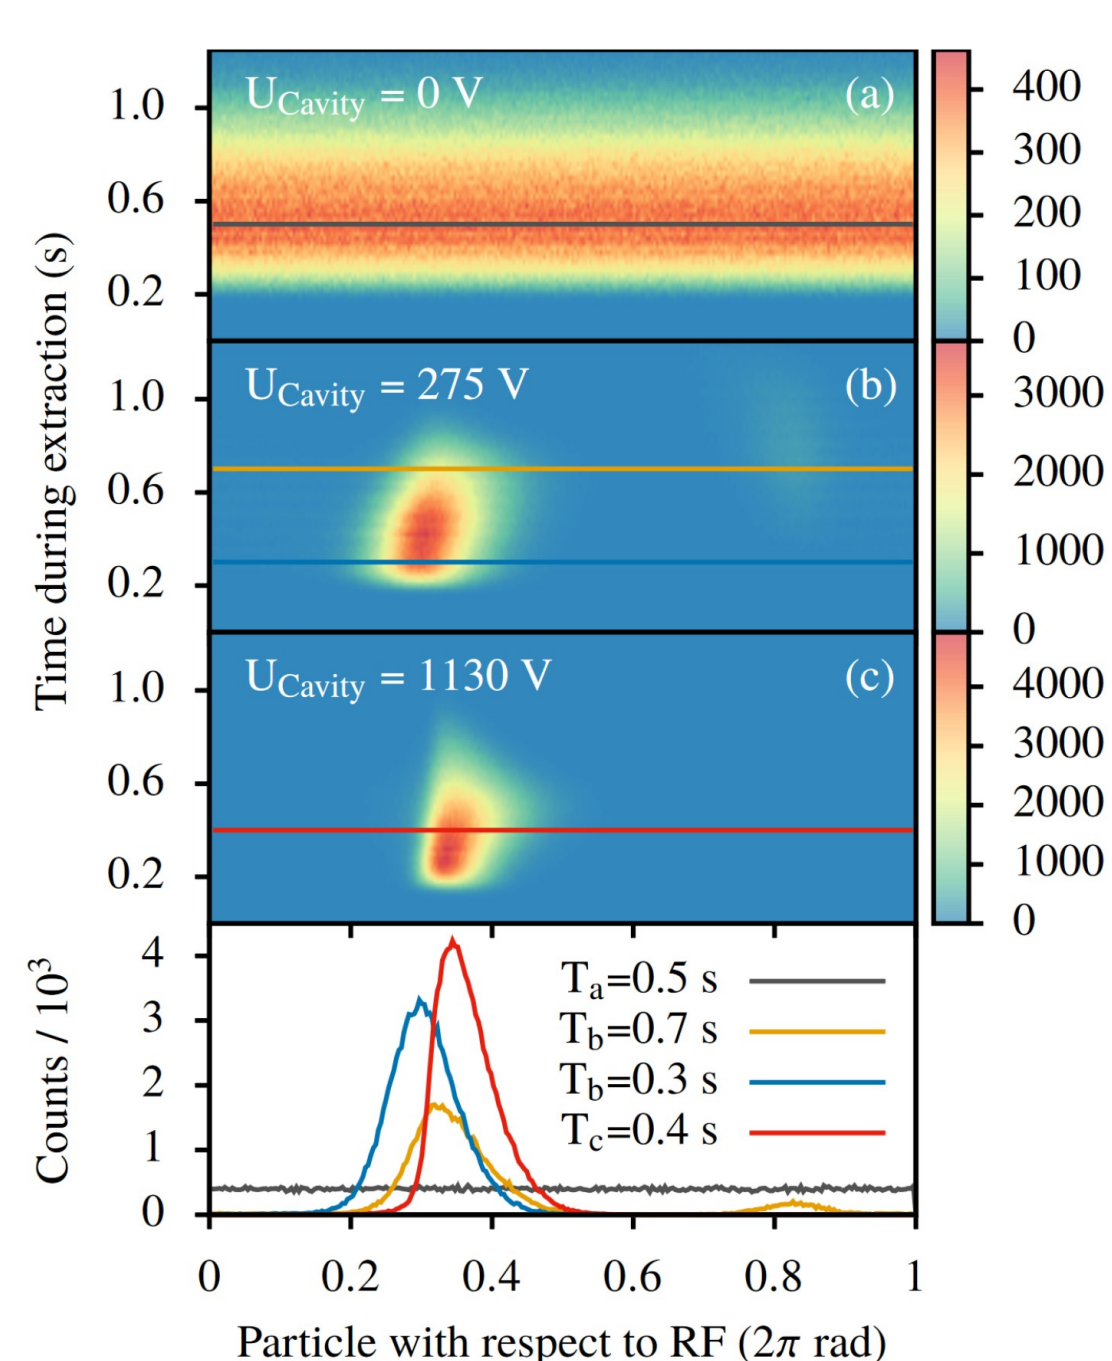 U_Cavity = 0 V (a)
1.0
0.6
0.2
400
300
200
100
0
U_Cavity = 275 V (b)
1.0
0.6
0.2
3000
2000
1000
0
U_Cavity = 1130 V (c)
1.0
0.6
0.2
4000
3000
2000
1000
0
Time during extraction (s)
Counts / 10³
4
3
2
1
0
T_a=0.5 s
T_b=0.7 s
T_b=0.3 s
T_c=0.4 s
0 0.2 0.4 0.6 0.8 1
Particle with respect to RF (2π rad)